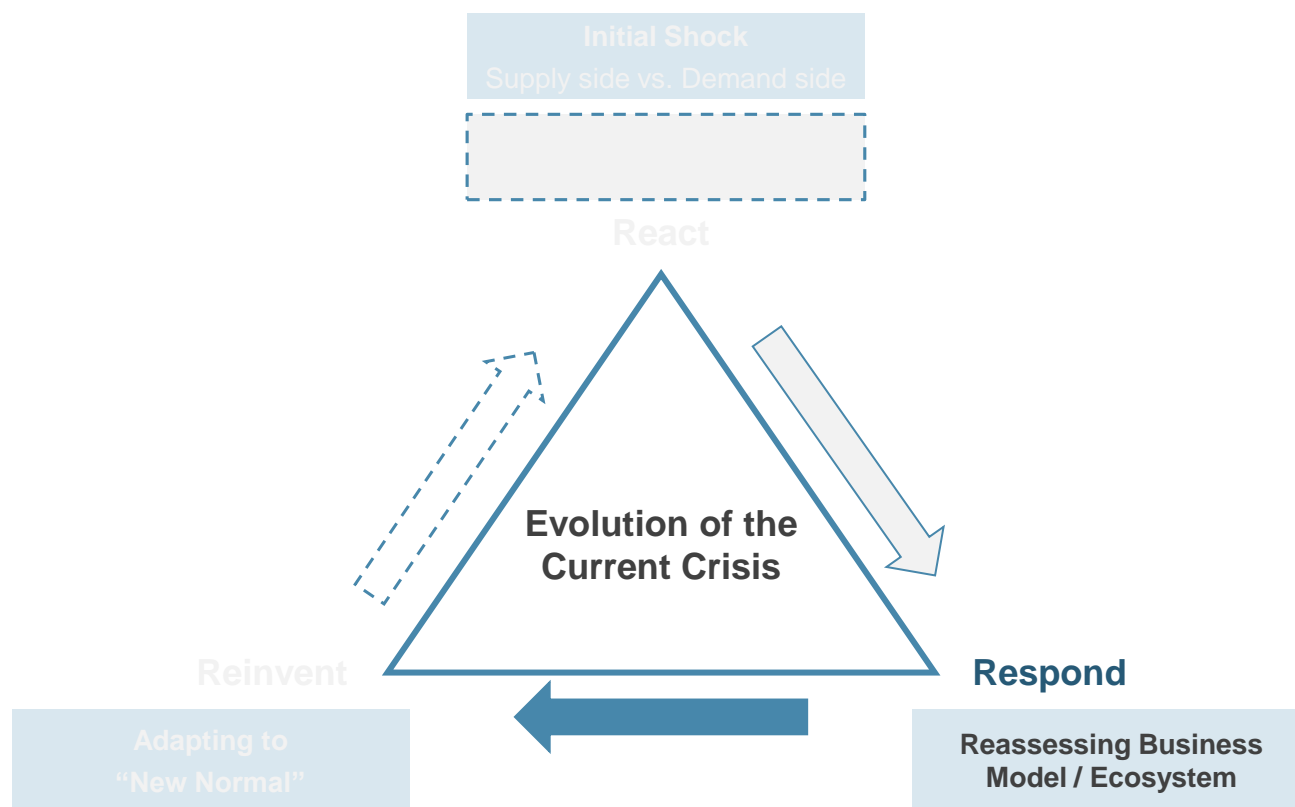 Initial Shock
Supply side vs. Demand side
React
Evolution of the
Current Crisis
Reinvent
Respond
Adapting to
“New Normal”
Reassessing Business
Model / Ecosystem